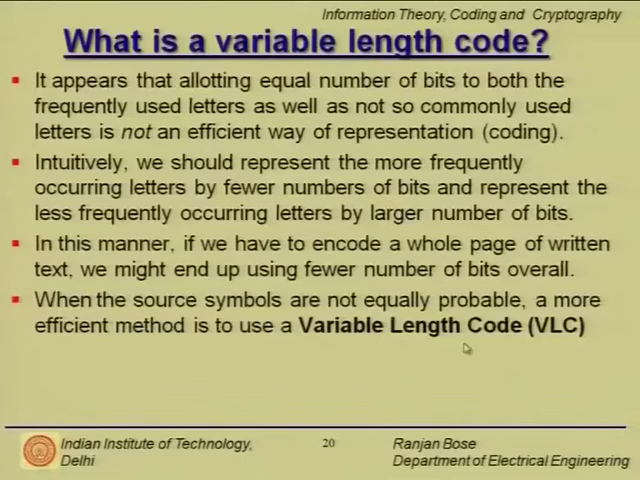 Information Theory, Coding and Cryptography
What is a variable length code?
It appears that allotting equal number of bits to both the
frequently used letters as well as not so commonly used
letters is not an efficient way of representation (coding).
Intuitively, we should represent the more frequently
occurring letters by fewer numbers of bits and represent the
less frequently occurring letters by larger number of bits.
In this manner, if we have to encode a whole page of written
text, we might end up using fewer number of bits overall.
When the source symbols are not equally probable, a more
efficient method is to use a Variable Length Code (VLC)
Indian Institute of Technology,
Delhi
20
Ranjan Bose
Department of Electrical Engineering